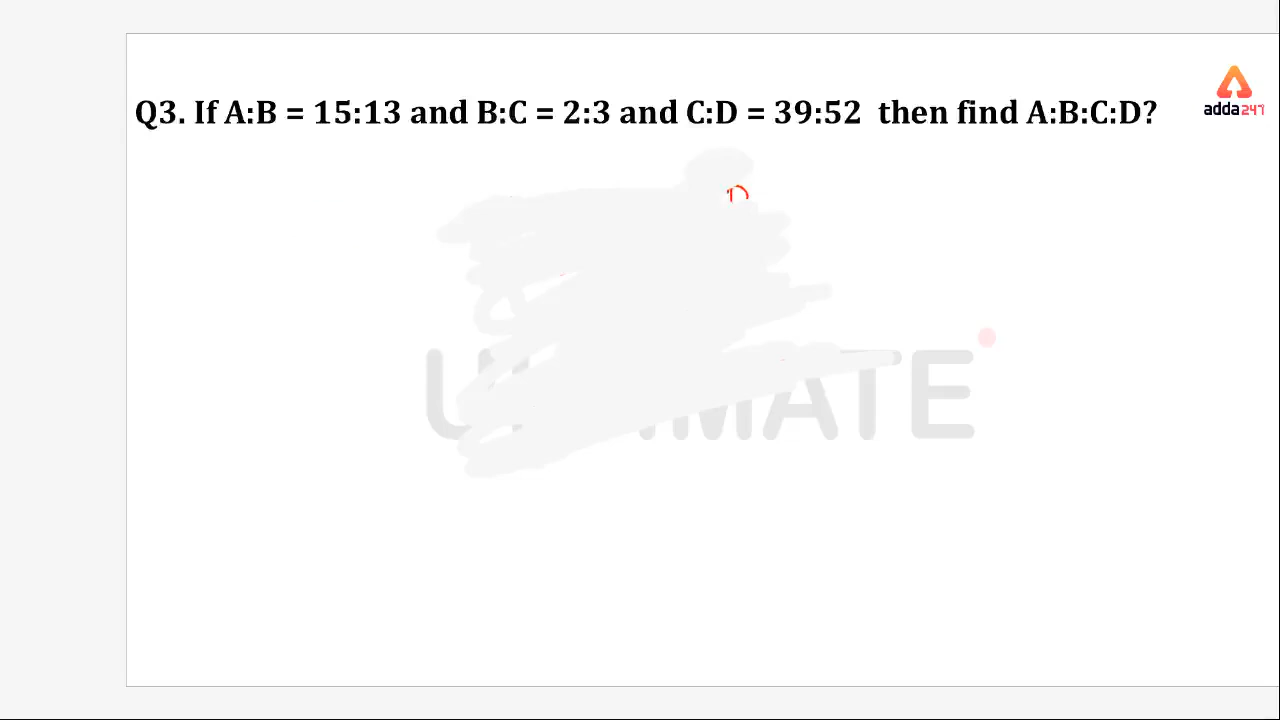 Q3. If A:B = 15:13 and B:C = 2:3 and C:D = 39:52 then find A:B:C:D?
adda247
D